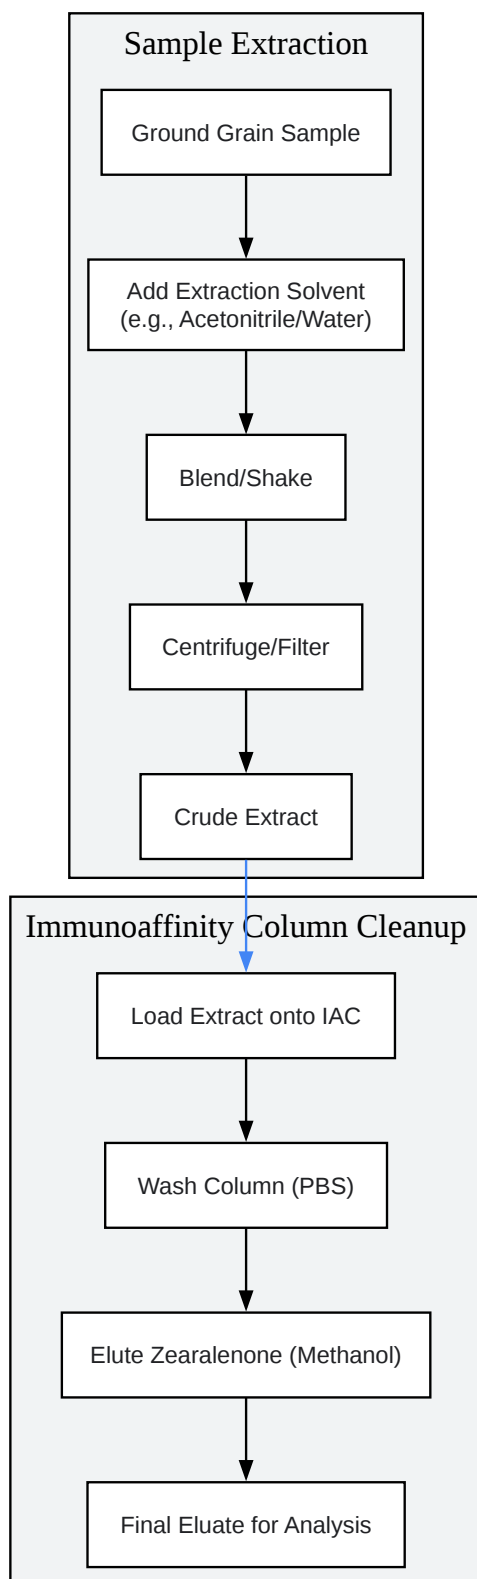 Sample Extraction
Ground Grain Sample
Add Extraction Solvent
(e.g., Acetonitrile/Water)
Blend/Shake
Centrifuge/Filter
Crude Extract
Immunoaffinity Column Cleanup
Load Extract onto IAC
Wash Column (PBS)
Elute Zearalenone (Methanol)
Final Eluate for Analysis